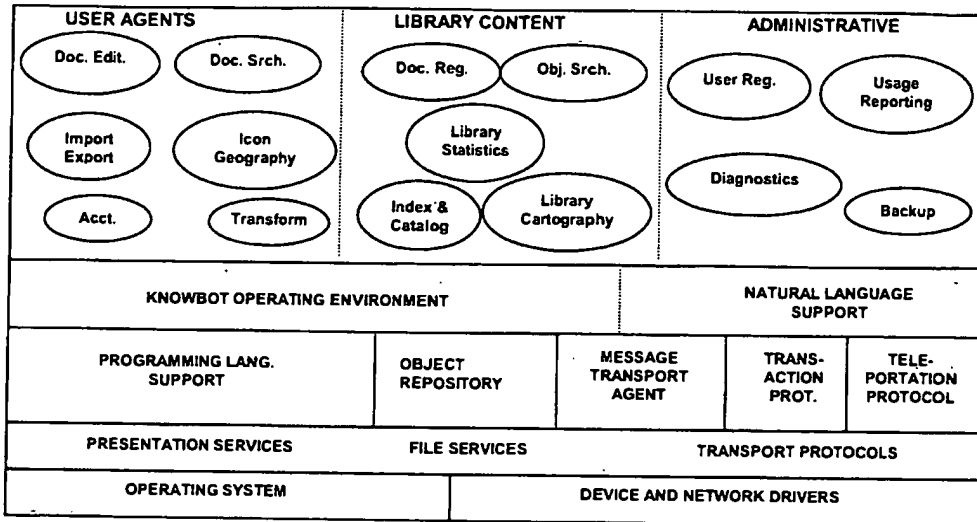 USER AGENTS
LIBRARY CONTENT
ADMINISTRATIVE
Doc. Edit.
Doc. Srch.
Import
Export
Icon
Geography
Acct.
Transform
Doc. Reg.
Obj. Srch.
Library
Statistics
Index &
Catalog
Library
Cartography
User Reg.
Usage
Reporting
Diagnostics
Backup
KNOWBOT OPERATING ENVIRONMENT
NATURAL LANGUAGE
SUPPORT
PROGRAMMING LANG.
SUPPORT
OBJECT
REPOSITORY
MESSAGE
TRANSPORT
AGENT
TRANS-
ACTION
PROT.
TELE-
PORTATION
PROTOCOL
PRESENTATION SERVICES
FILE SERVICES
TRANSPORT PROTOCOLS
OPERATING SYSTEM
DEVICE AND NETWORK DRIVERS